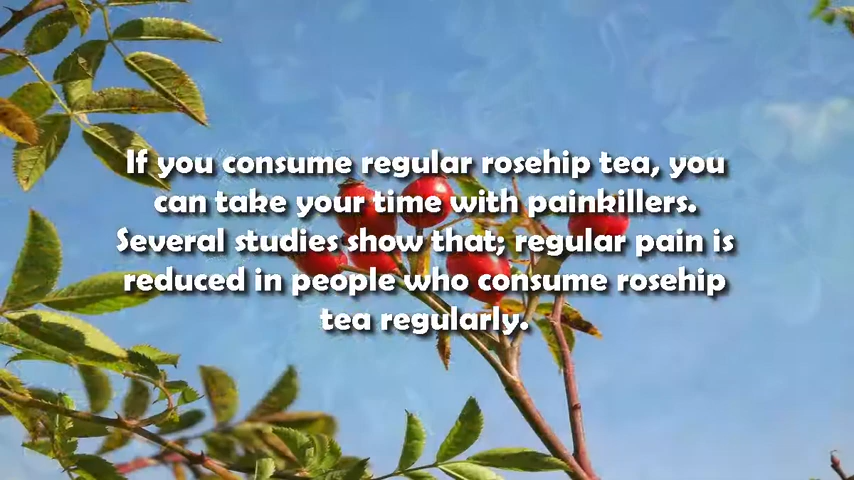 If you consume regular rosehip tea, you
can take your time with painkillers.
Several studies show that; regular pain is
reduced in people who consume rosehip
tea regularly.